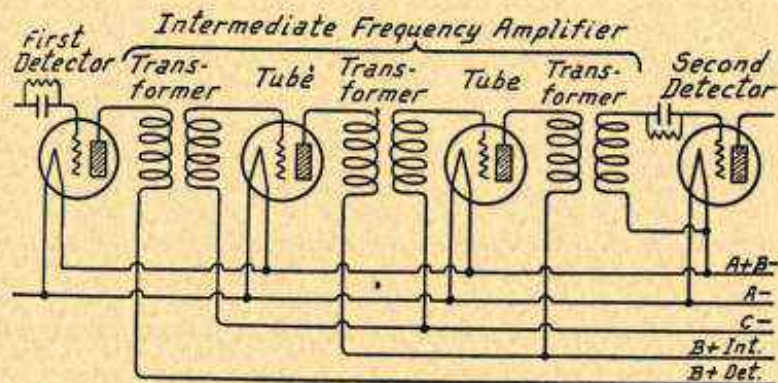 Intermediate Frequency Amplifier
First
Detector
Trans-
former
Tube
Trans-
former
Tube
Trans-
former
Second
Detector
A+B-
A-
C-
B+Int.
B+Det.